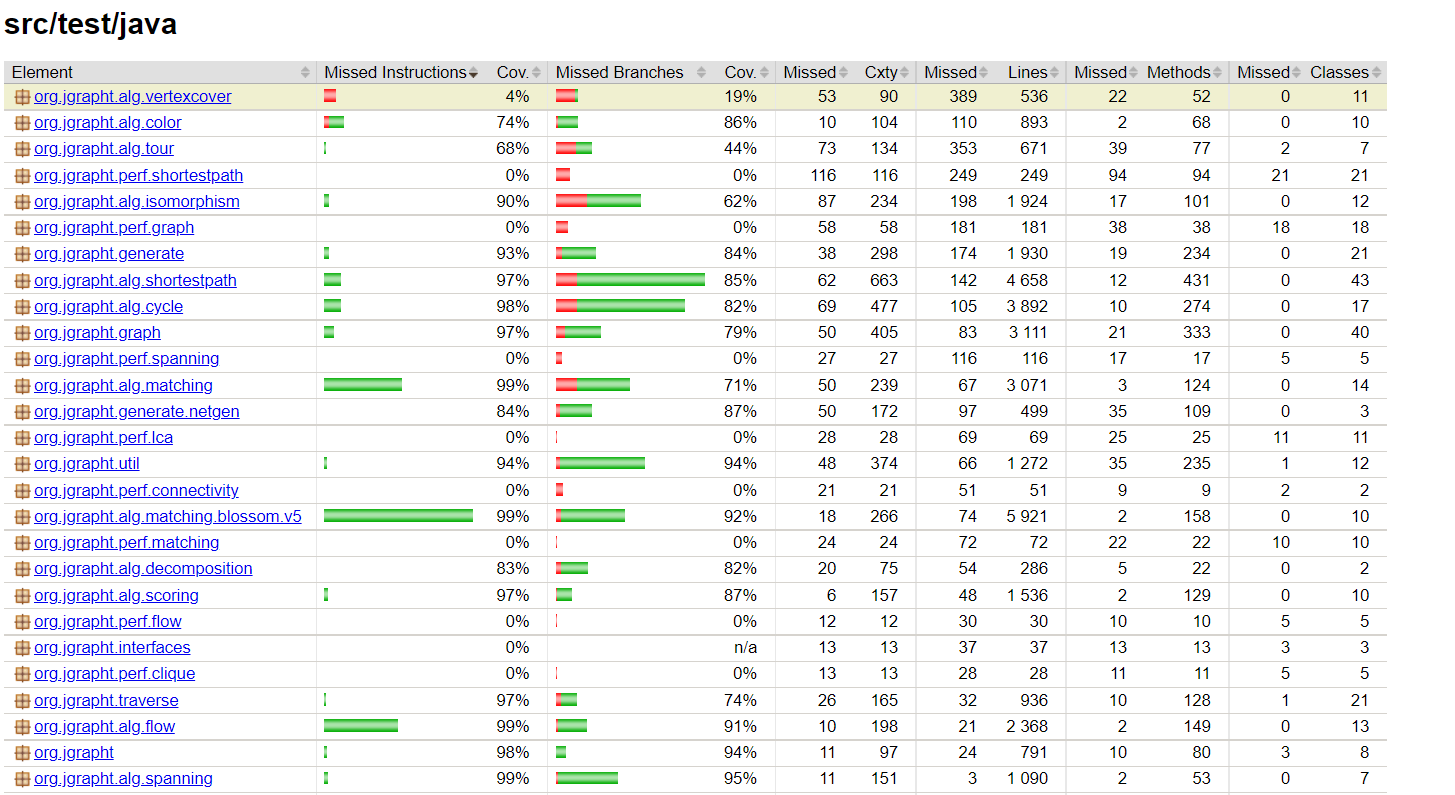 src/test/java
Element Missed Instructions Cov. Missed Branches Cov. Missed Cxty Missed Lines Missed Methods Missed Classes
org.jgrapht.alg.vertexcover 4% 19% 53 90 389 536 22 52 0 11
org.jgrapht.alg.color 74% 86% 10 104 110 893 2 68 0 10
org.jgrapht.alg.tour 68% 44% 73 134 353 671 39 77 2 7
org.jgrapht.perf.shortestpath 0% 0% 116 116 249 249 94 94 21 21
org.jgrapht.alg.isomorphism 90% 62% 87 234 198 1 924 17 101 0 12
org.jgrapht.perf.graph 0% 0% 58 58 181 181 38 38 18 18
org.jgrapht.generate 93% 84% 38 298 174 1 930 19 234 0 21
org.jgrapht.alg.shortestpath 97% 85% 62 663 142 4 658 12 431 0 43
org.jgrapht.alg.cycle 98% 82% 69 477 105 3 892 10 274 0 17
org.jgrapht.graph 97% 79% 50 405 83 3 111 21 333 0 40
org.jgrapht.perf.spanning 0% 0% 27 27 116 116 17 17 5 5
org.jgrapht.alg.matching 99% 71% 50 239 67 3 071 3 124 0 14
org.jgrapht.generate.netgen 84% 87% 50 172 97 499 35 109 0 3
org.jgrapht.perf.lca 0% 0% 28 28 69 69 25 25 11 11
org.jgrapht.util 94% 94% 48 374 66 1 272 35 235 1 12
org.jgrapht.perf.connectivity 0% 0% 21 21 51 51 9 9 2 2
org.jgrapht.alg.matching.blossom.v5 99% 92% 18 266 74 5 921 2 158 0 10
org.jgrapht.perf.matching 0% 0% 24 24 72 72 22 22 10 10
org.jgrapht.alg.decomposition 83% 82% 20 75 54 286 5 22 0 2
org.jgrapht.alg.scoring 97% 87% 6 157 48 1 536 2 129 0 10
org.jgrapht.perf.flow 0% 0% 12 12 30 30 10 10 5 5
org.jgrapht.interfaces 0% n/a 13 13 37 37 13 13 3 3
org.jgrapht.perf.clique 0% 0% 13 13 28 28 11 11 5 5
org.jgrapht.traverse 97% 74% 26 165 32 936 10 128 1 21
org.jgrapht.alg.flow 99% 91% 10 198 21 2 368 2 149 0 13
org.jgrapht 98% 94% 11 97 24 791 10 80 3 8
org.jgrapht.alg.spanning 99% 95% 11 151 3 1 090 2 53 0 7